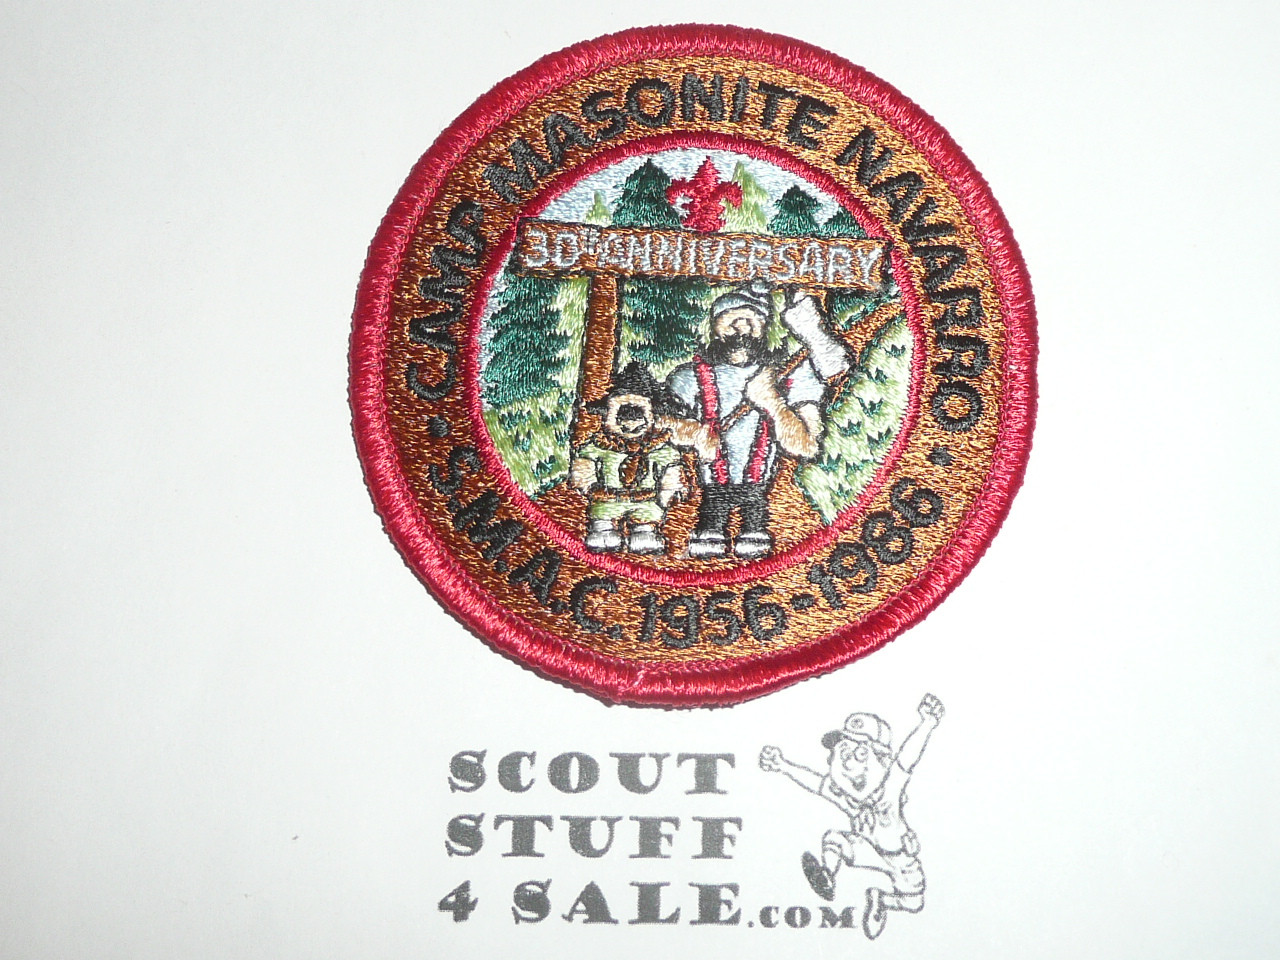 CAMP MASONITE NAVARRO
30TH ANNIVERSARY
• S.M.A.C. 1956-1986 •
SCOUT
STUFF
4 SALE.COM